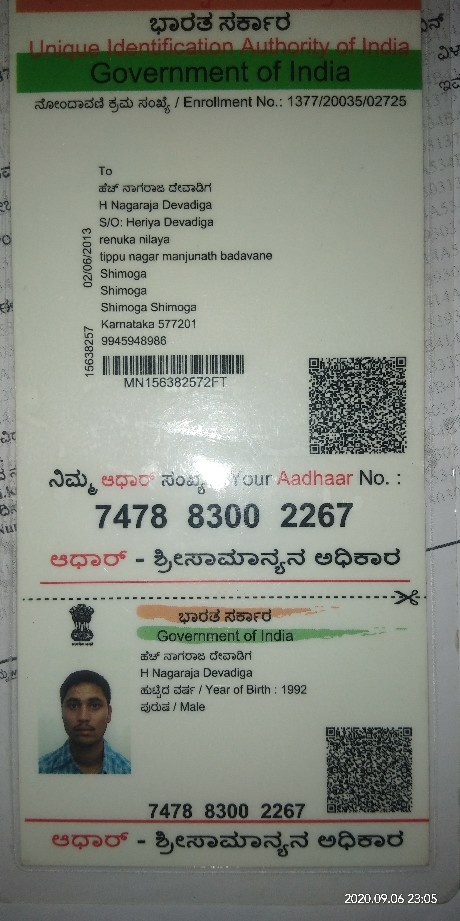 ಭಾರತ ಸರ್ಕಾರ
Unique Identification Authority of India
Government of India
ನೋಂದಾವಣಿ ಕ್ರಮ ಸಂಖ್ಯೆ / Enrollment No.: 1377/20035/02725
To
ಹೆಚ್ ನಾಗರಾಜ ದೇವಾಡಿಗ
H Nagaraja Devadiga
S/O: Heriya Devadiga
renuka nilaya
tippu nagar manjunath badavane
Shimoga
Shimoga
Shimoga Shimoga
Karnataka 577201
9945948986
15638257 02/06/2013
MN156382572FT
ನಿಮ್ಮ ಆಧಾರ್ ಸಂಖ್ಯೆ Your Aadhaar No. :
7478 8300 2267
ಆಧಾರ್ - ಶ್ರೀಸಾಮಾನ್ಯನ ಅಧಿಕಾರ
ಭಾರತ ಸರ್ಕಾರ
Government of India
ಹೆಚ್ ನಾಗರಾಜ ದೇವಾಡಿಗ
H Nagaraja Devadiga
ಹುಟ್ಟಿದ ವರ್ಷ / Year of Birth : 1992
ಪುರುಷ / Male
7478 8300 2267
ಆಧಾರ್ - ಶ್ರೀಸಾಮಾನ್ಯನ ಅಧಿಕಾರ
2020.09.06 23:05